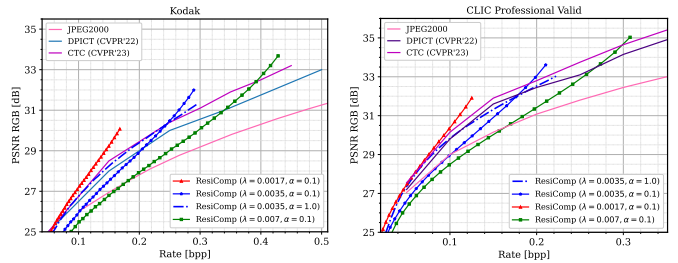 Kodak
JPEG2000
DPICT (CVPR'22)
CTC (CVPR'23)
ResiComp (λ = 0.0017, α = 0.1)
ResiComp (λ = 0.0035, α = 0.1)
ResiComp (λ = 0.0035, α = 1.0)
ResiComp (λ = 0.007, α = 0.1)
PSNR RGB [dB]
35
33
31
29
27
25
0.1
0.2
0.3
0.4
0.5
Rate [bpp]
CLIC Professional Valid
JPEG2000
DPICT (CVPR'22)
CTC (CVPR'23)
ResiComp (λ = 0.0035, α = 1.0)
ResiComp (λ = 0.0035, α = 0.1)
ResiComp (λ = 0.0017, α = 0.1)
ResiComp (λ = 0.007, α = 0.1)
PSNR RGB [dB]
35
33
31
29
27
25
0.1
0.2
0.3
Rate [bpp]